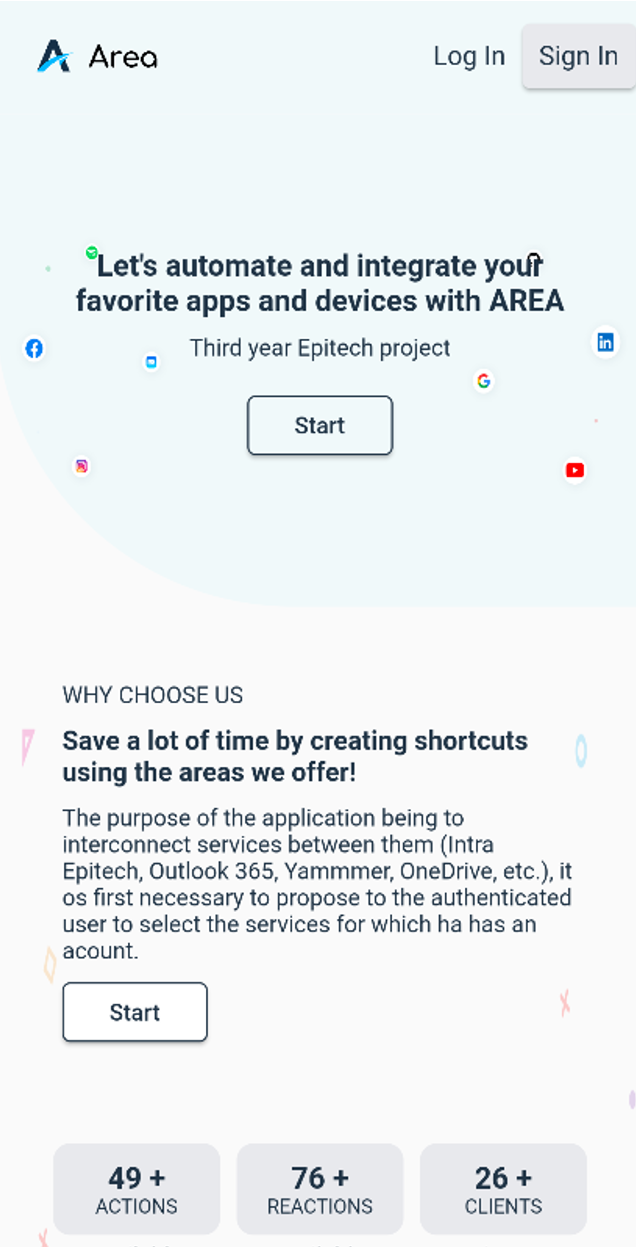 Area
Log In
Sign In
Let's automate and integrate your
favorite apps and devices with AREA
Third year Epitech project
Start
WHY CHOOSE US
Save a lot of time by creating shortcuts
using the areas we offer!
The purpose of the application being to
interconnect services between them (Intra
Epitech, Outlook 365, Yammmer, OneDrive, etc.), it
os first necessary to propose to the authenticated
user to select the services for which ha has an
acount.
Start
49 +
ACTIONS
76 +
REACTIONS
26 +
CLIENTS